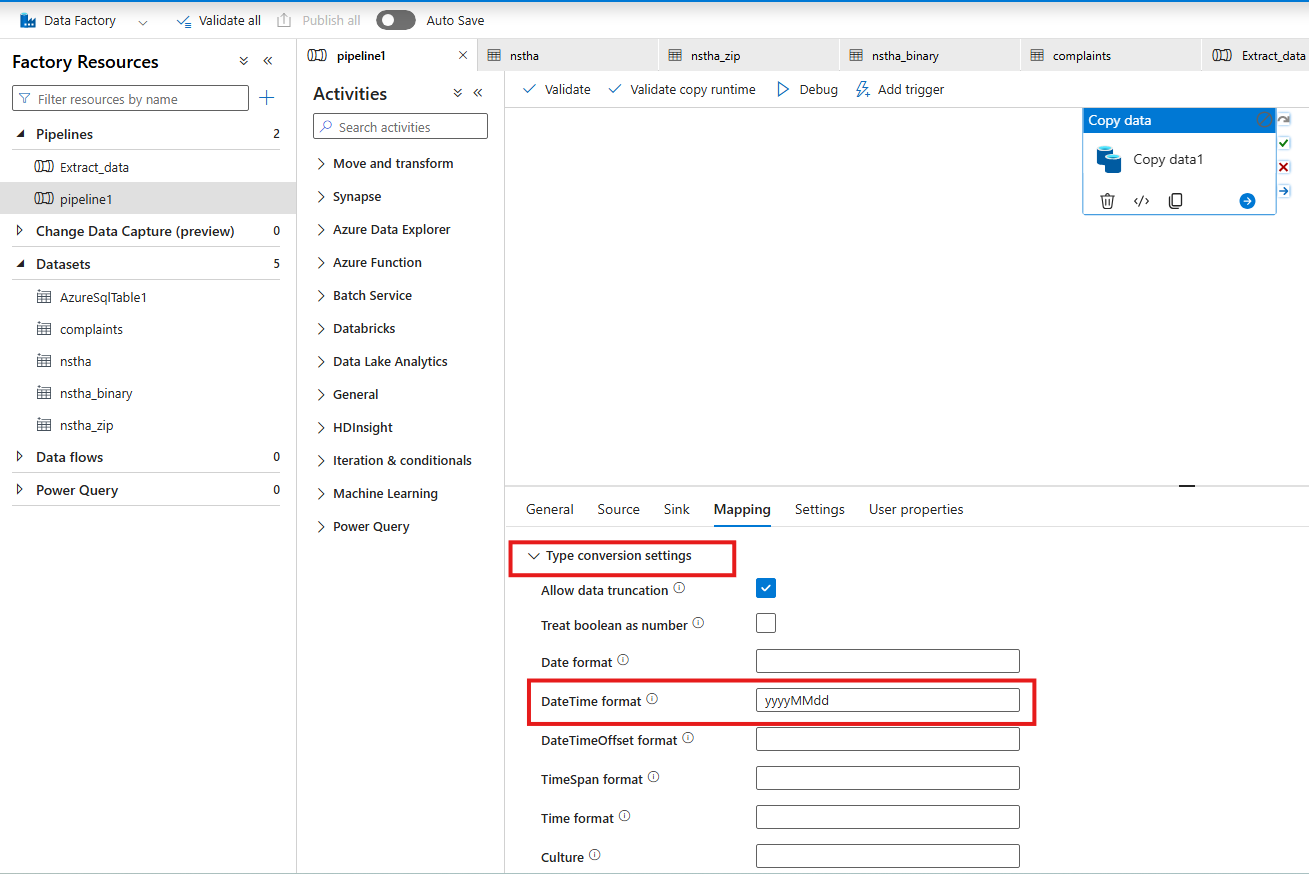 Data Factory
Validate all
Publish all
Auto Save
Factory Resources
Filter resources by name
Pipelines 2
Extract_data
pipeline1
Change Data Capture (preview) 0
Datasets 5
AzureSqlTable1
complaints
nstha
nstha_binary
nstha_zip
Data flows 0
Power Query 0
pipeline1
nstha
nstha_zip
nstha_binary
complaints
Extract_data
Activities
Search activities
Move and transform
Synapse
Azure Data Explorer
Azure Function
Batch Service
Databricks
Data Lake Analytics
General
HDInsight
Iteration & conditionals
Machine Learning
Power Query
Validate
Validate copy runtime
Debug
Add trigger
Copy data
Copy data1
General
Source
Sink
Mapping
Settings
User properties
Type conversion settings
Allow data truncation
Treat boolean as number
Date format
DateTime format yyyyMMdd
DateTimeOffset format
TimeSpan format
Time format
Culture